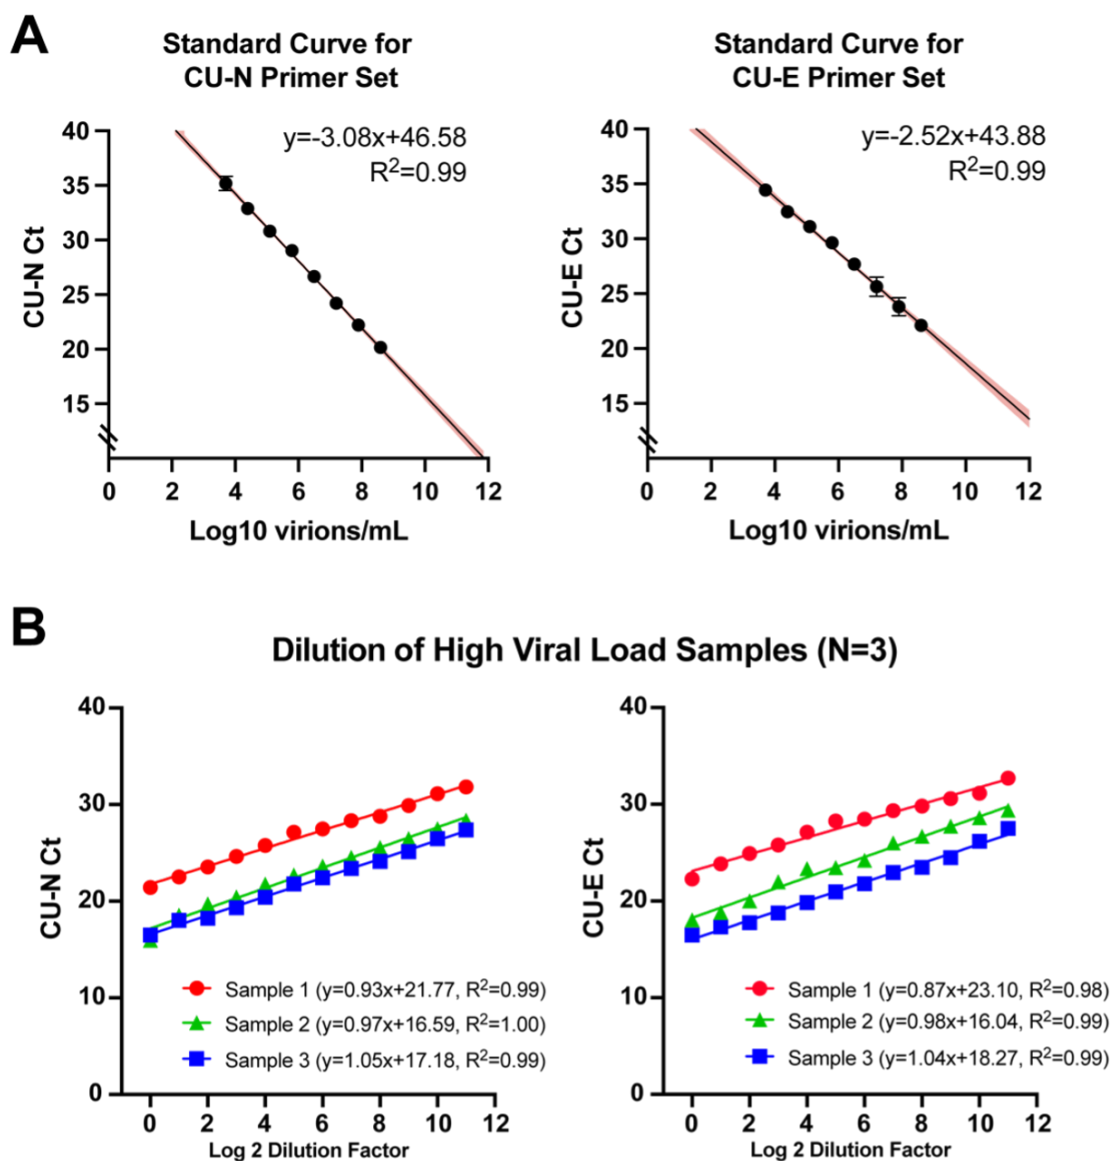 A
Standard Curve for
CU-N Primer Set
y=-3.08x+46.58
R²=0.99
40
35
30
25
20
15
CU-N Ct
0 2 4 6 8 10 12
Log10 virions/mL
Standard Curve for
CU-E Primer Set
y=-2.52x+43.88
R²=0.99
40
35
30
25
20
15
CU-E Ct
0 2 4 6 8 10 12
Log10 virions/mL
B
Dilution of High Viral Load Samples (N=3)
40
30
20
10
0
CU-N Ct
Sample 1 (y=0.93x+21.77, R²=0.99)
Sample 2 (y=0.97x+16.59, R²=1.00)
Sample 3 (y=1.05x+17.18, R²=0.99)
0 2 4 6 8 10 12
Log 2 Dilution Factor
40
30
20
10
0
CU-E Ct
Sample 1 (y=0.87x+23.10, R²=0.98)
Sample 2 (y=0.98x+16.04, R²=0.99)
Sample 3 (y=1.04x+18.27, R²=0.99)
0 2 4 6 8 10 12
Log 2 Dilution Factor